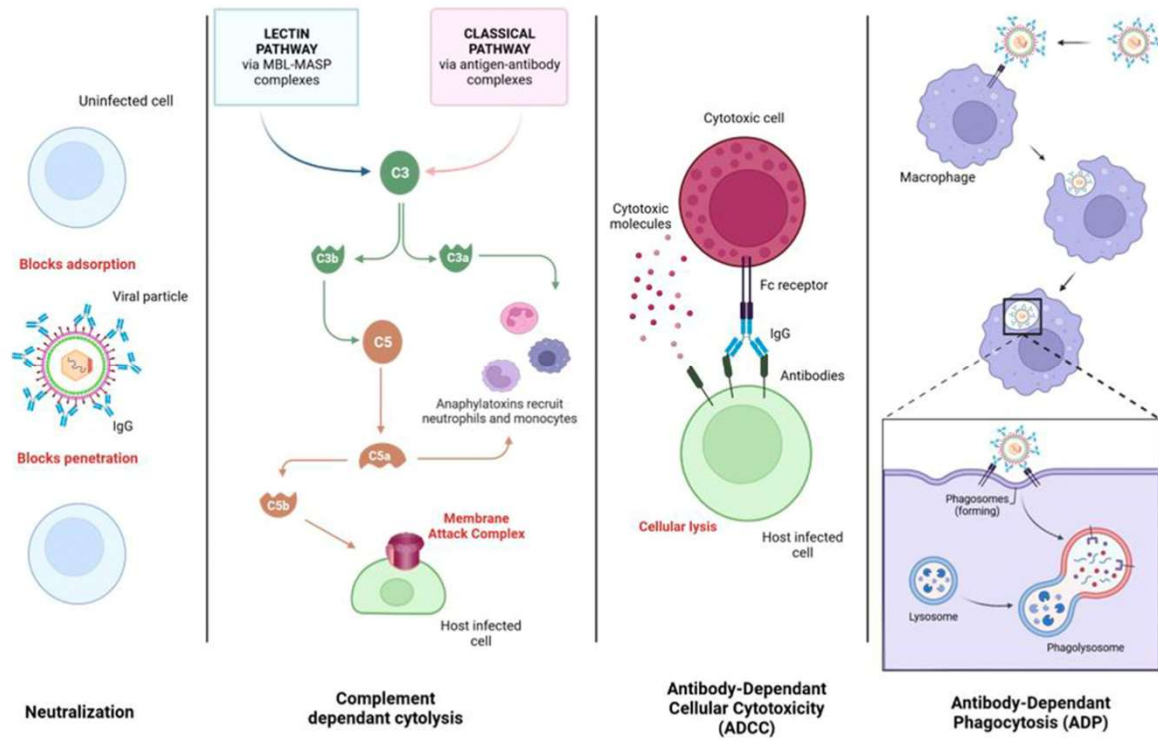 Uninfected cell
Blocks adsorption
Viral particle
IgG
Blocks penetration
Neutralization
LECTIN
PATHWAY
via MBL-MASP
complexes
CLASSICAL
PATHWAY
via antigen-antibody
complexes
C3
C3b
C3a
C5
Anaphylatoxins recruit
neutrophils and monocytes
C5a
C5b
Membrane
Attack Complex
Host infected
cell
Complement
dependant cytolysis
Cytotoxic cell
Cytotoxic
molecules
Fc receptor
IgG
Antibodies
Cellular lysis
Host infected
cell
Antibody-Dependant
Cellular Cytotoxicity
(ADCC)
Macrophage
Phagosomes
(forming)
Lysosome
Phagolysosome
Antibody-Dependant
Phagocytosis (ADP)